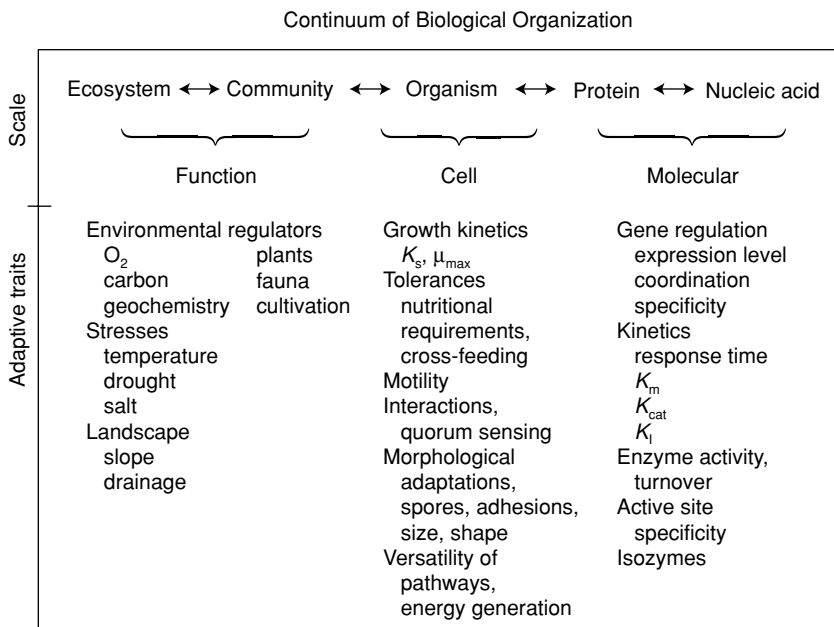 Continuum of Biological Organization
Scale
Ecosystem ↔ Community ↔ Organism ↔ Protein ↔ Nucleic acid
Function
Cell
Molecular
Adaptive traits
Environmental regulators
O₂ plants
carbon fauna
geochemistry cultivation
Stresses
temperature
drought
salt
Landscape
slope
drainage
Growth kinetics
Kₛ, μmax
Tolerances
nutritional
requirements,
cross-feeding
Motility
Interactions,
quorum sensing
Morphological
adaptations,
spores, adhesions,
size, shape
Versatility of
pathways,
energy generation
Gene regulation
expression level
coordination
specificity
Kinetics
response time
Km
Kcat
KI
Enzyme activity,
turnover
Active site
specificity
Isozymes